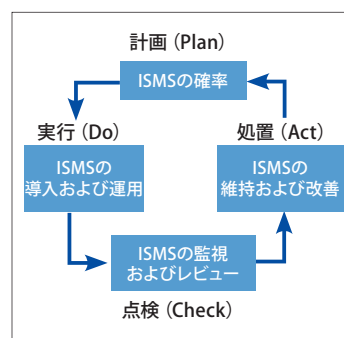 計画（Plan）
ISMSの確率
実行（Do）
ISMSの
導入および運用
処置（Act）
ISMSの
維持および改善
ISMSの監視
およびレビュー
点検（Check）